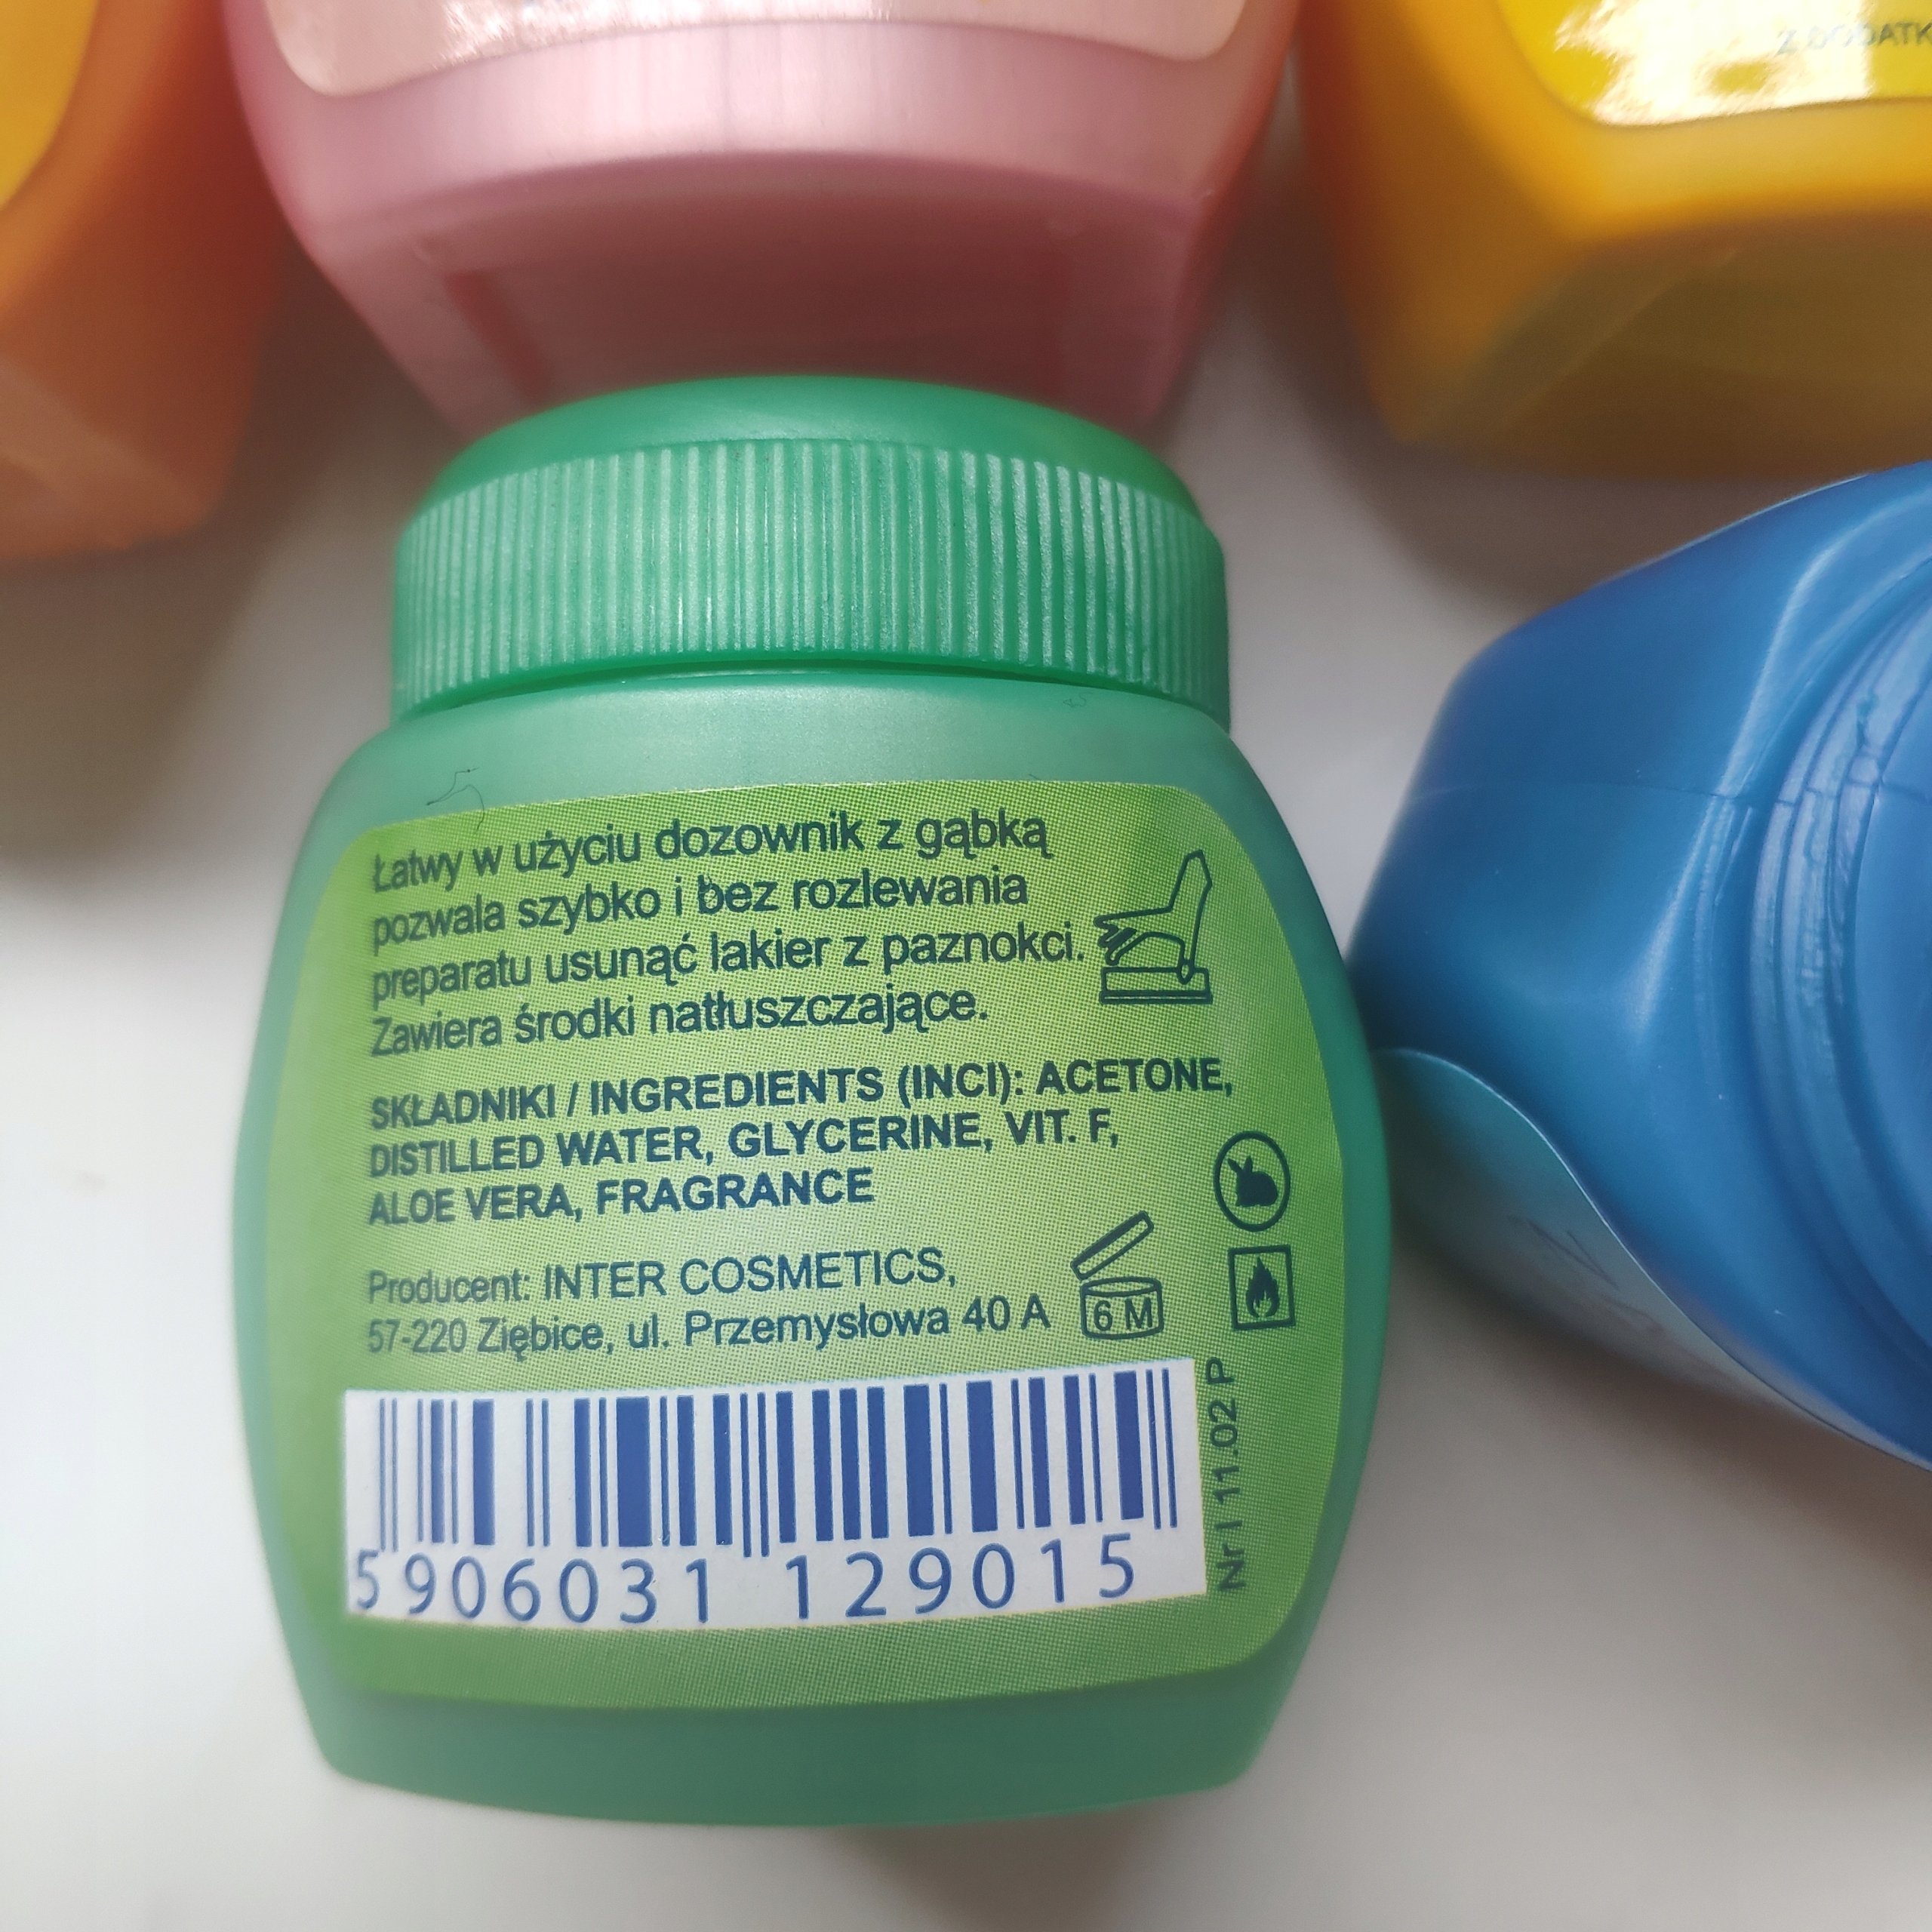 Z DODATK
Łatwy w użyciu dozownik z gąbką
pozwala szybko i bez rozlewania
preparatu usunąć lakier z paznokci.
Zawiera środki natłuszczające.
SKŁADNIKI / INGREDIENTS (INCI): ACETONE,
DISTILLED WATER, GLYCERINE, VIT. F,
ALOE VERA, FRAGRANCE
Producent: INTER COSMETICS,
57-220 Ziębice, ul. Przemysłowa 40 A
6 M
Nr I 11.02 P
5 906031 129015